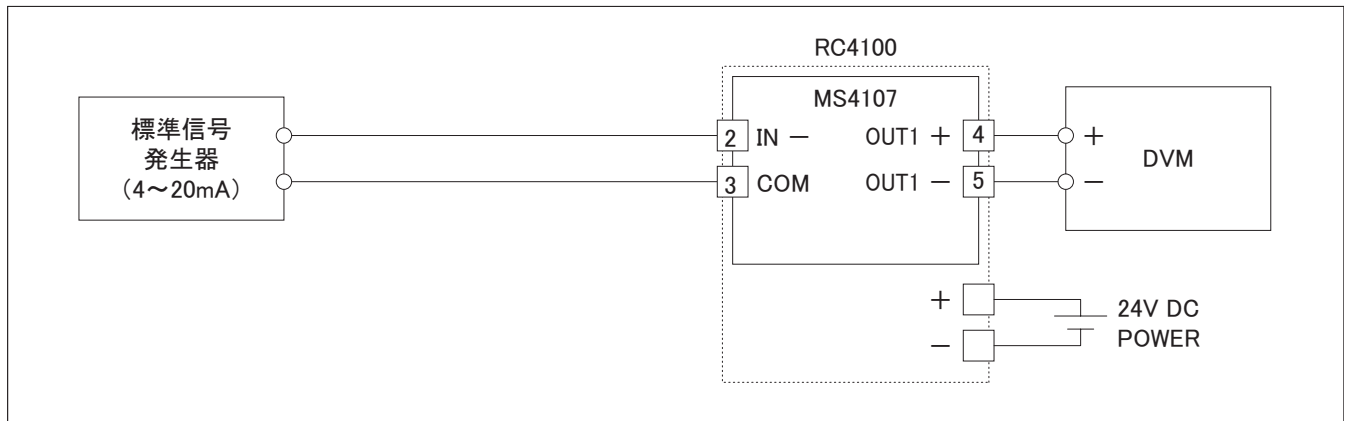 RC4100
MS4107
標準信号
発生器
(4～20mA)
2 IN －
3 COM
OUT1 ＋ 4
OUT1 － 5
＋
－
DVM
＋
－
24V DC
POWER